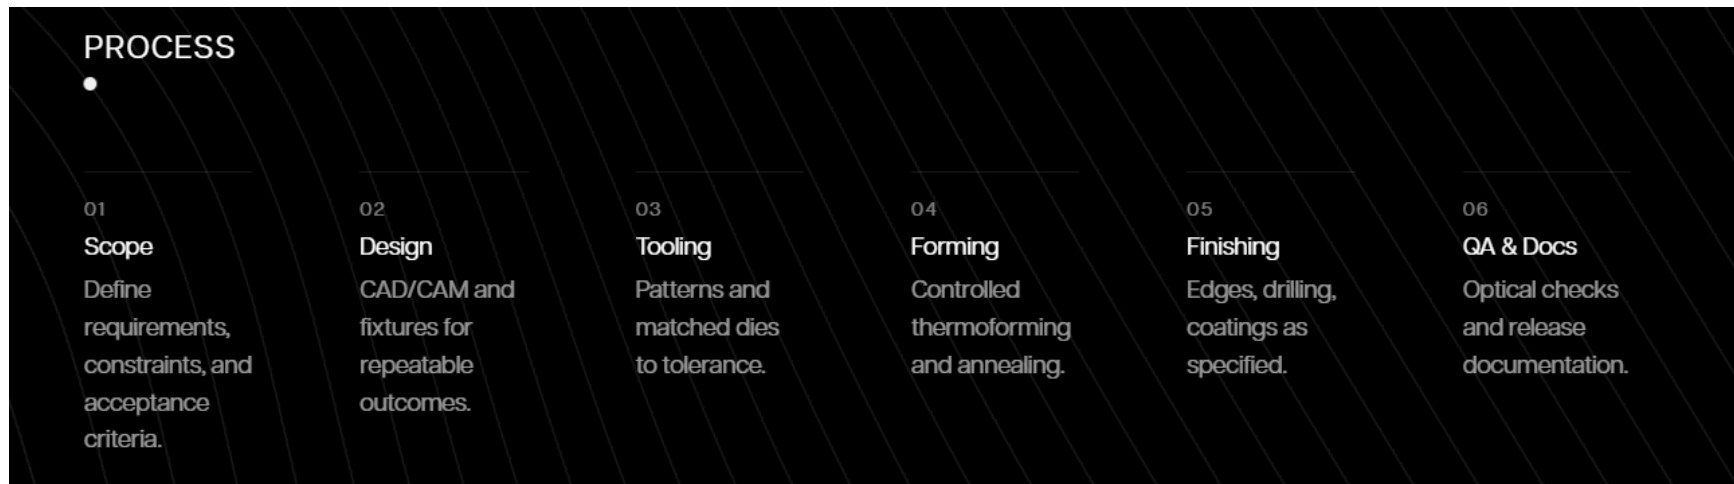 PROCESS
01
Scope
Define
requirements,
constraints, and
acceptance
criteria.
02
Design
CAD/CAM and
fixtures for
repeatable
outcomes.
03
Tooling
Patterns and
matched dies
to tolerance.
04
Forming
Controlled
thermoforming
and annealing.
05
Finishing
Edges, drilling,
coatings as
specified.
06
QA & Docs
Optical checks
and release
documentation.